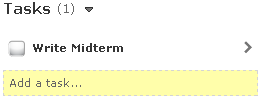 Tasks (1)
Write Midterm
Add a task...